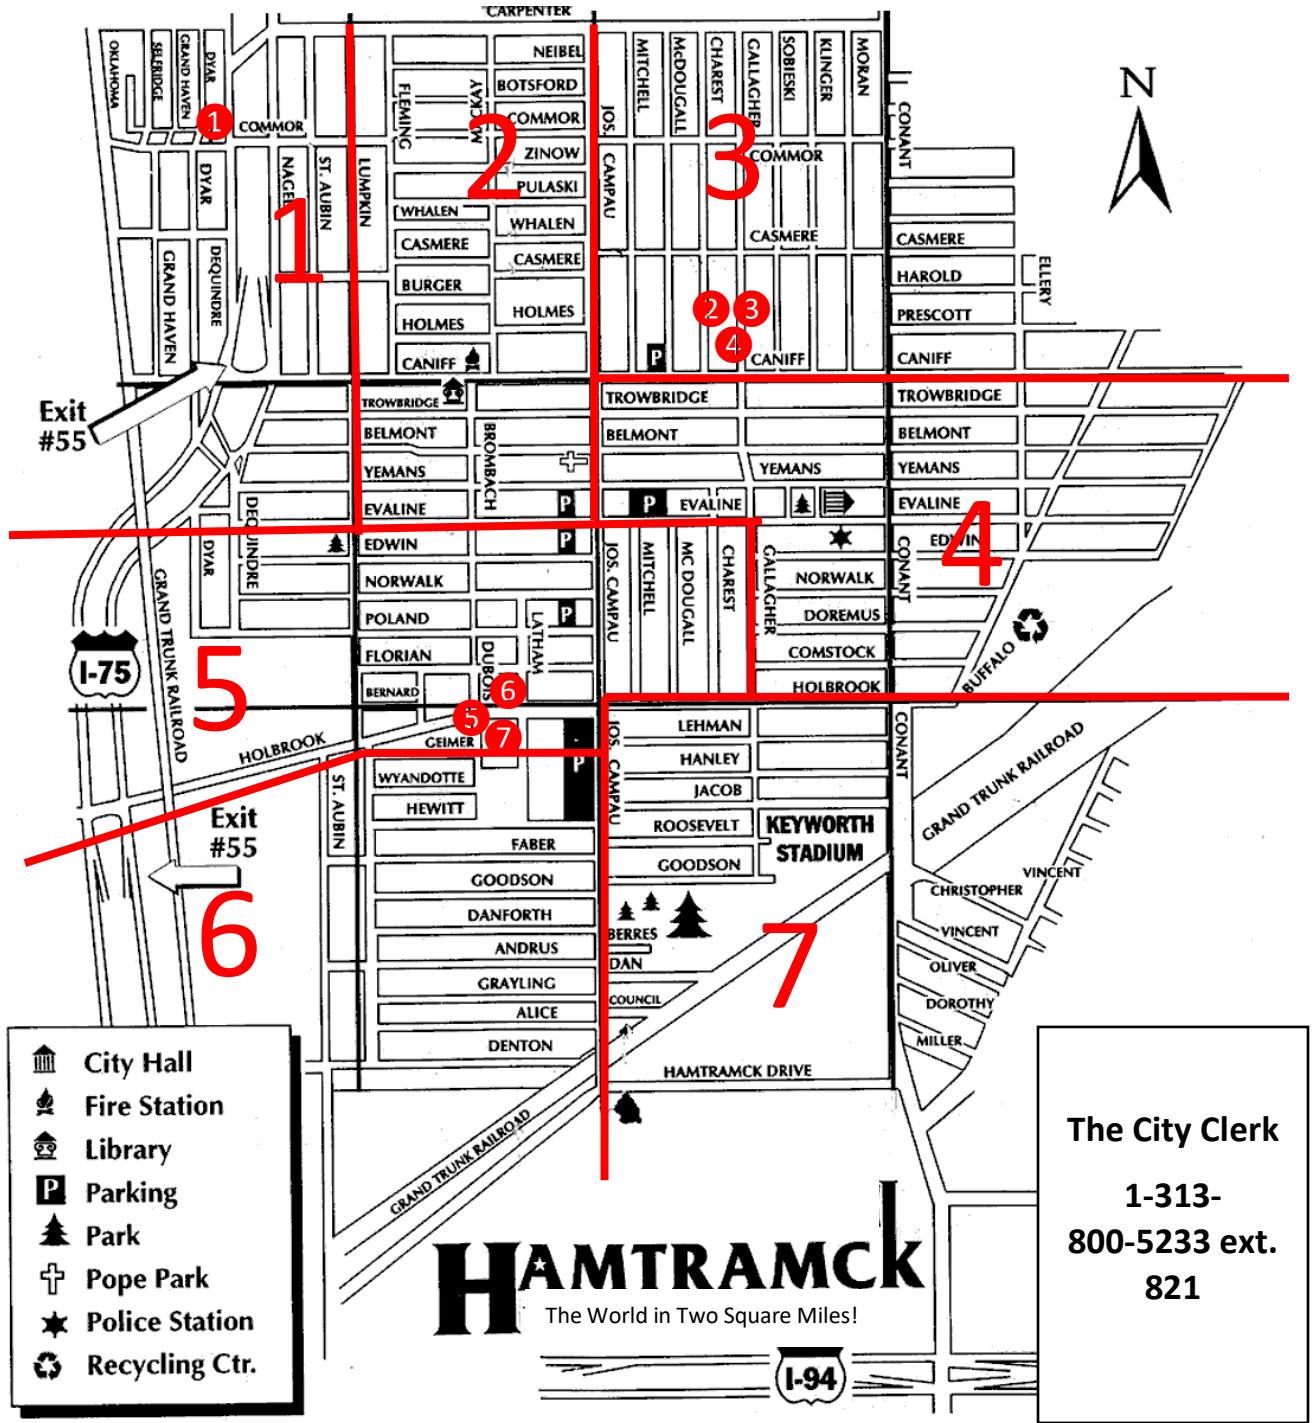 CARPENTER
OKLAHOMA
SELFRIDGE
GRAND HAVEN
DYAR
NEIBEL
BOTSFORD
FLEMING
MACKAY
COMMOR
ZINOW
PULASKI
WHALEN
WHALEN
CASMERE
CASMERE
BURGER
HOLMES
HOLMES
CANIFF
JOS. CAMPAU
MITCHELL
McDOUGALL
CHAREST
GALLAGHER
SOBIESKI
KLINGER
MORAN
CONANT
N
1
COMMOR
2
3
COMMOR
DYAR
NAGEL
ST. AUBIN
LUMPKIN
1
CASMERE
CASMERE
GRAND HAVEN
DEQUINDRE
HAROLD
ELLERY
2
3
PRESCOTT
4
P
CANIFF
CANIFF
Exit
#55
TROWBRIDGE
TROWBRIDGE
TROWBRIDGE
BELMONT
BROMBACH
BELMONT
BELMONT
YEMANS
YEMANS
YEMANS
EVALINE
P
P
EVALINE
EVALINE
DEQUINDRE
DYAR
EDWIN
P
JOS. CAMPAU
MITCHELL
MC DOUGALL
CHAREST
GALLAGHER
CONANT
EDWIN
4
NORWALK
NORWALK
GRAND TRUNK RAILROAD
POLAND
LATHAM
P
DOREMUS
I-75
5
FLORIAN
DUBOIS
COMSTOCK
BUFFALO
BERNARD
6
HOLBROOK
5
7
HOLBROOK
GEIMER
P
JOS. CAMPAU
LEHMAN
CONANT
HANLEY
GRAND TRUNK RAILROAD
ST. AUBIN
WYANDOTTE
JACOB
HEWITT
Exit
#55
ROOSEVELT
KEYWORTH
STADIUM
FABER
GOODSON
GOODSON
VINCENT
CHRISTOPHER
6
DANFORTH
BERRES
7
VINCENT
ANDRUS
DAN
OLIVER
GRAYLING
COUNCIL
DOROTHY
ALICE
MILLER
DENTON
HAMTRAMCK DRIVE
GRAND TRUNK RAILROAD
City Hall
Fire Station
Library
P Parking
Park
Pope Park
Police Station
Recycling Ctr.
The City Clerk
1-313-
800-5233 ext.
821
HAMTRAMCK
The World in Two Square Miles!
I-94